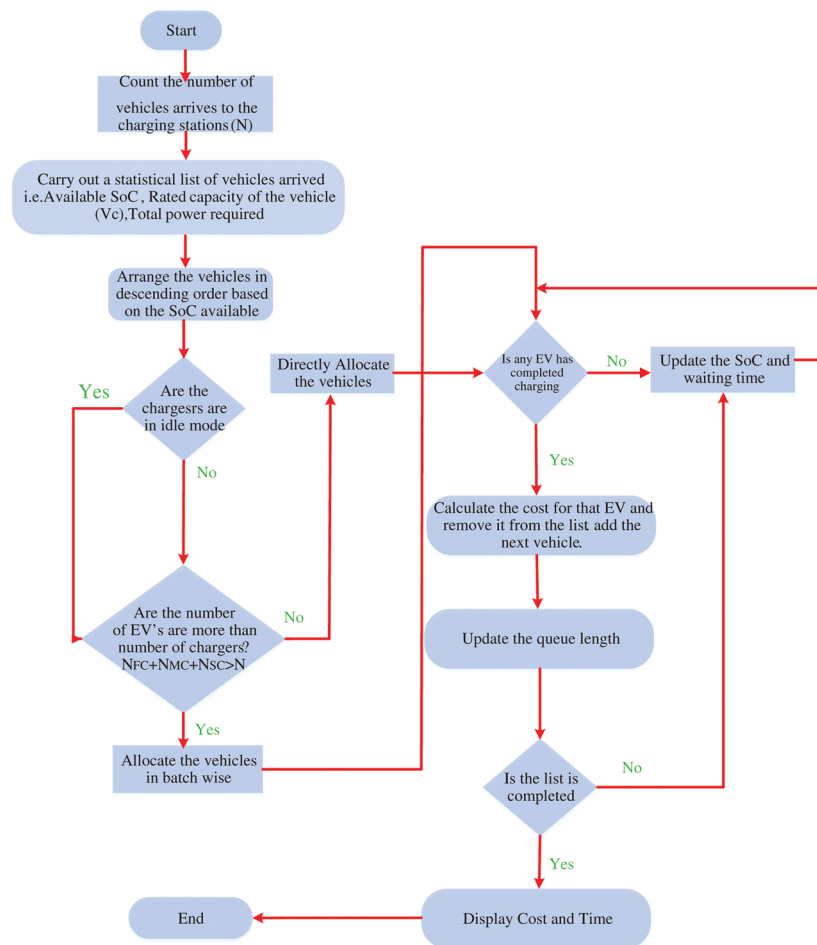 Start
Count the number of
vehicles arrives to the
charging stations (N)
Carry out a statistical list of vehicles arrived
i.e.Available SoC , Rated capacity of the vehicle
(Vc),Total power required
Arrange the vehicles in
descending order based
on the SoC available
Yes
Are the
chargesrs are
in idle mode
No
Directly Allocate
the vehicles
Is any EV has
completed
charging
No
Update the SoC and
waiting time
Yes
Calculate the cost for that EV and
remove it from the list. add the
next vehicle.
Are the number
of EV's are more than
number of chargers?
NFC+NMC+NSC>N
No
Update the queue length
Yes
Allocate the vehicles
in batch wise
Is the list is
completed
No
Yes
End
Display Cost and Time